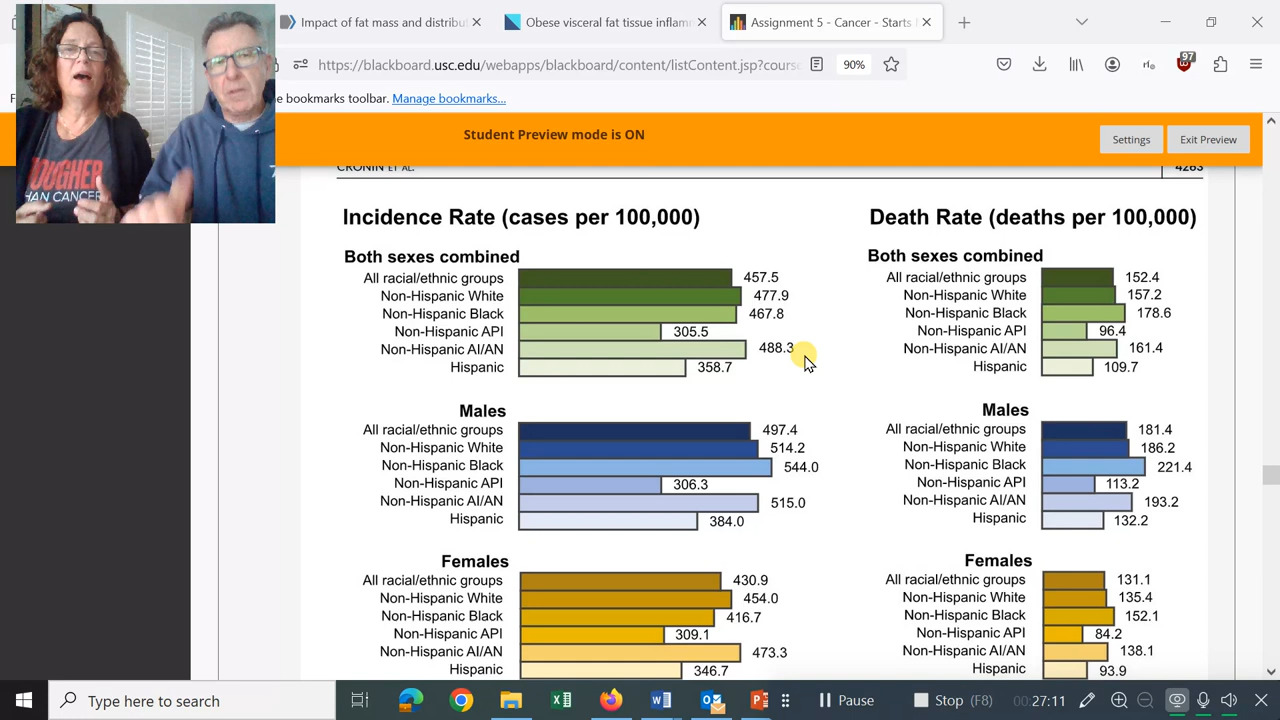 Impact of fat mass and distribut
Obese visceral fat tissue inflam
Assignment 5 - Cancer - Starts
https://blackboard.usc.edu/webapps/blackboard/content/listContent.jsp?cours
90%
97
e bookmarks toolbar. Manage bookmarks...
Student Preview mode is ON
Settings
Exit Preview
TOUGHER
HAN CANCER
CRONIN ET AL.
4263
Incidence Rate (cases per 100,000)
Both sexes combined
All racial/ethnic groups 457.5
Non-Hispanic White 477.9
Non-Hispanic Black 467.8
Non-Hispanic API 305.5
Non-Hispanic AI/AN 488.3
Hispanic 358.7
Males
All racial/ethnic groups 497.4
Non-Hispanic White 514.2
Non-Hispanic Black 544.0
Non-Hispanic API 306.3
Non-Hispanic AI/AN 515.0
Hispanic 384.0
Females
All racial/ethnic groups 430.9
Non-Hispanic White 454.0
Non-Hispanic Black 416.7
Non-Hispanic API 309.1
Non-Hispanic AI/AN 473.3
Hispanic 346.7
Death Rate (deaths per 100,000)
Both sexes combined
All racial/ethnic groups 152.4
Non-Hispanic White 157.2
Non-Hispanic Black 178.6
Non-Hispanic API 96.4
Non-Hispanic AI/AN 161.4
Hispanic 109.7
Males
All racial/ethnic groups 181.4
Non-Hispanic White 186.2
Non-Hispanic Black 221.4
Non-Hispanic API 113.2
Non-Hispanic AI/AN 193.2
Hispanic 132.2
Females
All racial/ethnic groups 131.1
Non-Hispanic White 135.4
Non-Hispanic Black 152.1
Non-Hispanic API 84.2
Non-Hispanic AI/AN 138.1
Hispanic 93.9
Type here to search
Pause
Stop (F8)
00:27:11